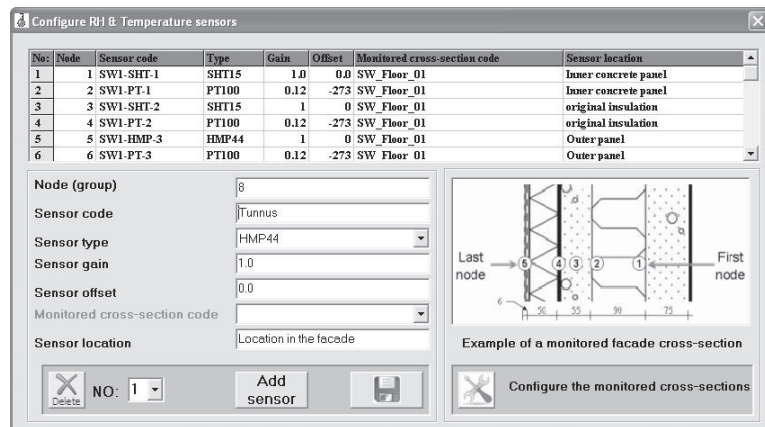 Configure RH & Temperature sensors
No: Node Sensor code Type Gain Offset Monitored cross-section code Sensor location
1 1 SW1-SHT-1 SHT15 1.0 0.0 SW_Floor_01 Inner concrete panel
2 2 SW1-PT-1 PT100 0.12 -273 SW_Floor_01 Inner concrete panel
3 3 SW1-SHT-2 SHT15 1 0 SW_Floor_01 original insulation
4 4 SW1-PT-2 PT100 0.12 -273 SW_Floor_01 original insulation
5 5 SW1-HMP-3 HMP44 1 0 SW_Floor_01 Outer panel
6 6 SW1-PT-3 PT100 0.12 -273 SW Floor 01 Outer panel
Node (group) 8
Sensor code Tunnus
Sensor type HMP44
Sensor gain 1.0
Sensor offset 0.0
Monitored cross-section code
Sensor location Location in the facade
Delete NO: 1
Add
sensor
Last
node
5 4 3 2 1
First
node
6 50 55 90 75
Example of a monitored facade cross-section
Configure the monitored cross-sections